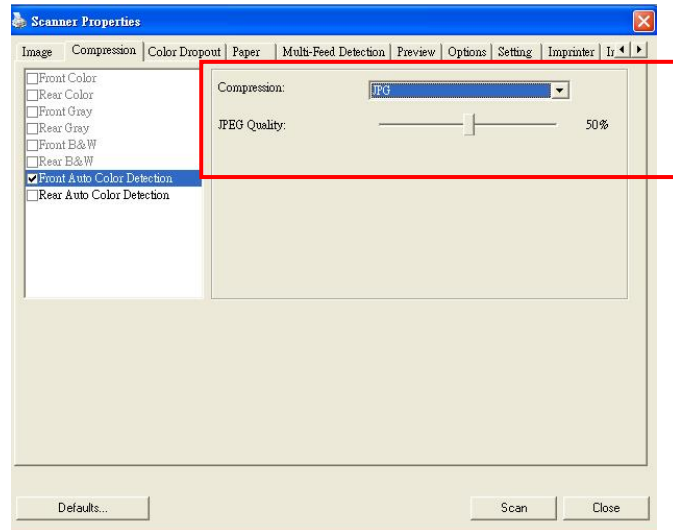 Scanner Properties
Image Compression Color Dropout Paper Multi-Feed Detection Preview Options Setting Imprinter
Front Color
Rear Color
Front Gray
Rear Gray
Front B&W
Rear B&W
Front Auto Color Detection
Rear Auto Color Detection
Compression: JPG
JPEG Quality: 50%
Defaults... Scan Close